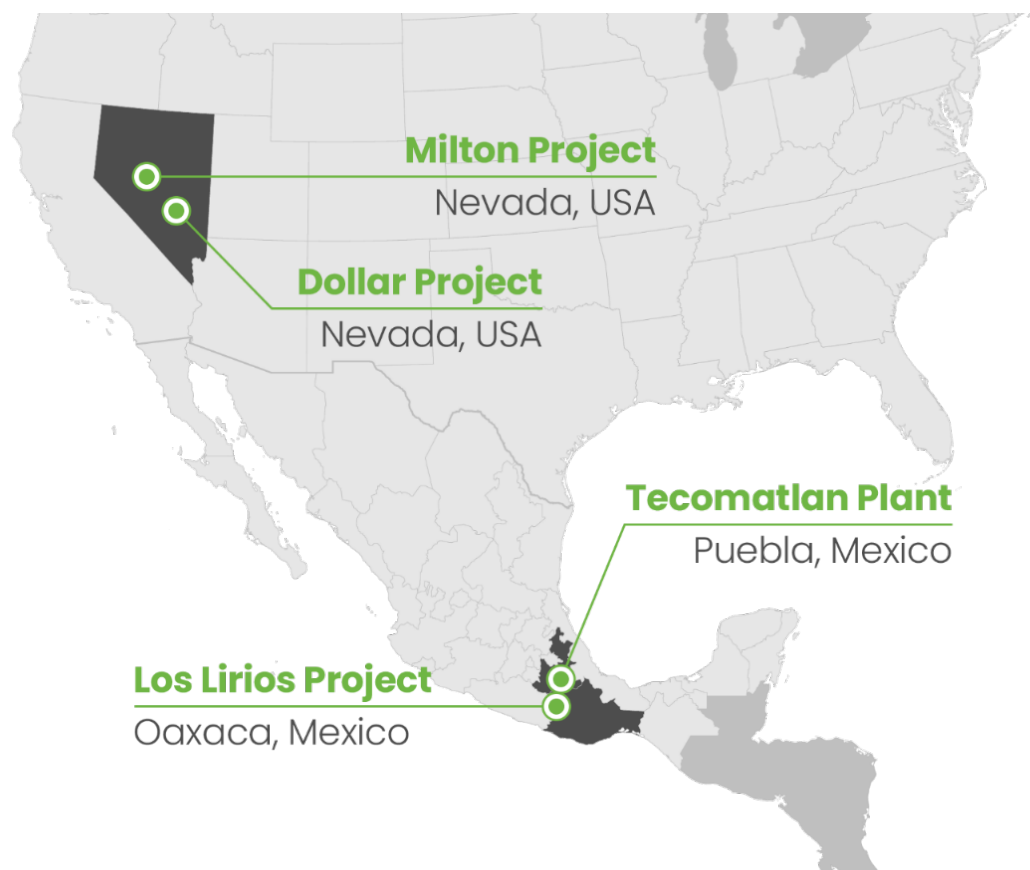 Milton Project
Nevada, USA
Dollar Project
Nevada, USA
Tecomatlan Plant
Puebla, Mexico
Los Lirios Project
Oaxaca, Mexico